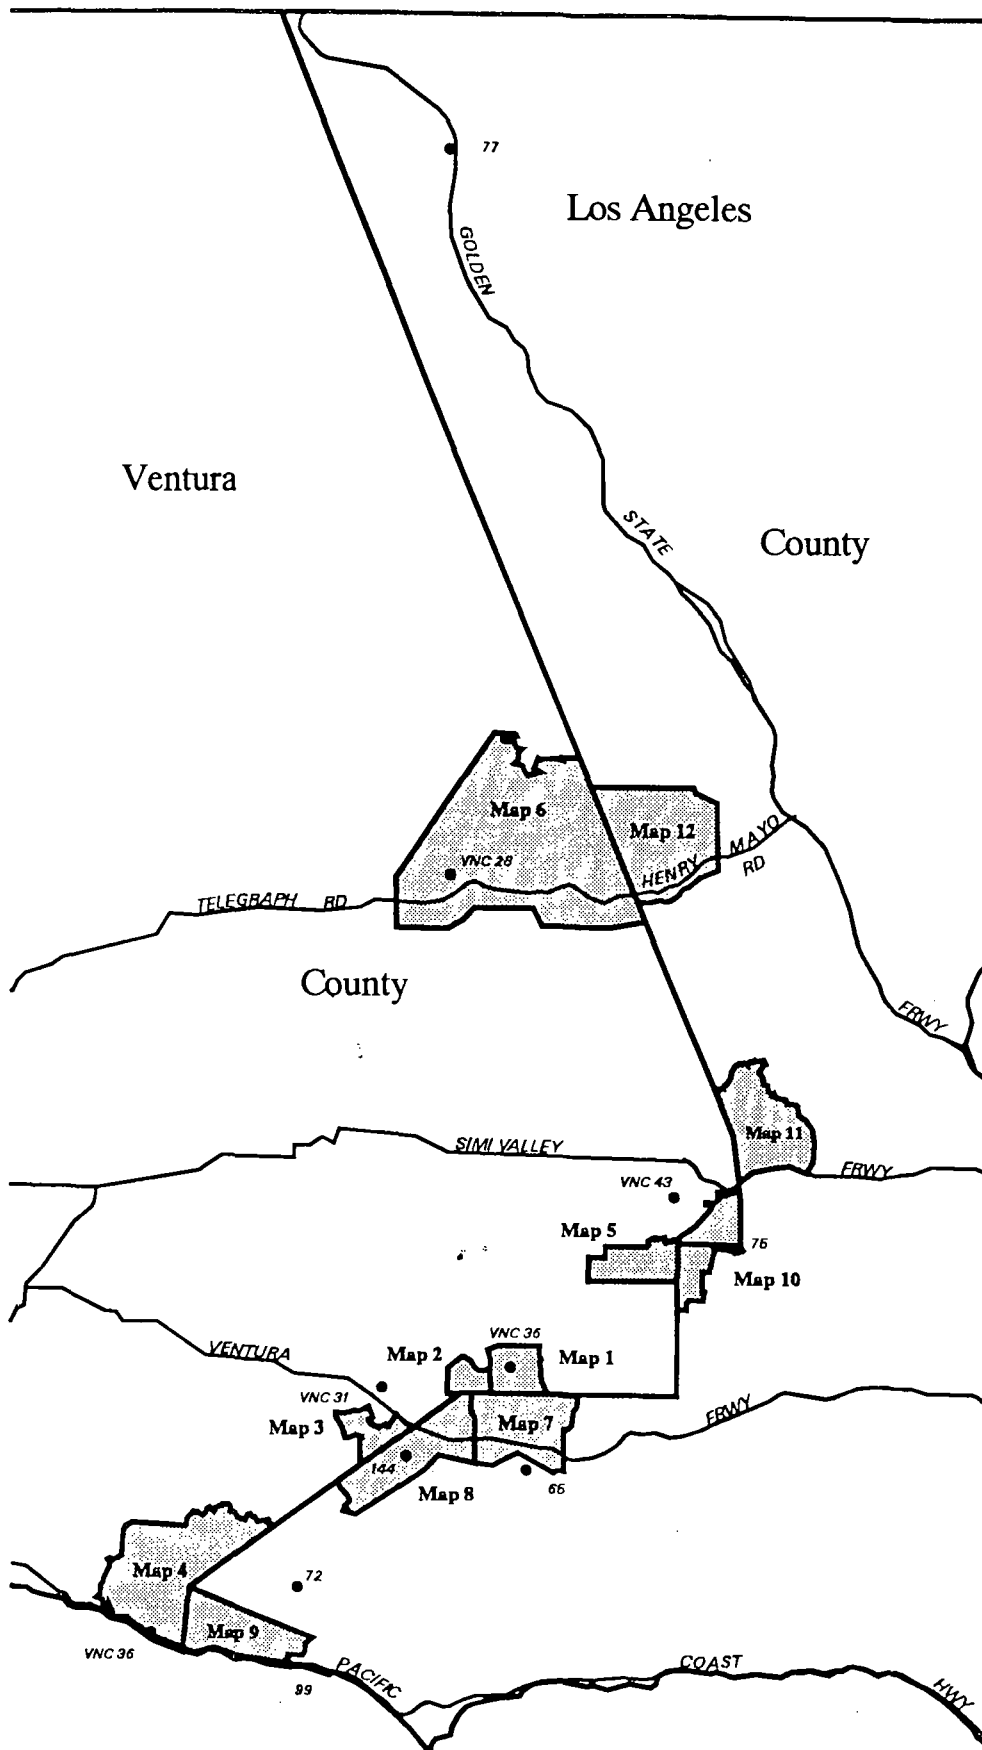 77
Los Angeles
GOLDEN
Ventura
STATE
County
Map 6
Map 12
MAYO
HENRY
RD
VNC 28
TELEGRAPH RD
County
FRWY
Map 11
SIMI VALLEY
FRWY
VNC 43
Map 5
76
Map 10
VNC 36
VENTURA
Map 2
Map 1
VNC 31
Map 3
Map 7
FRWY
144
Map 8
66
Map 4
72
Map 9
VNC 36
99
PACIFIC
COAST
HWY